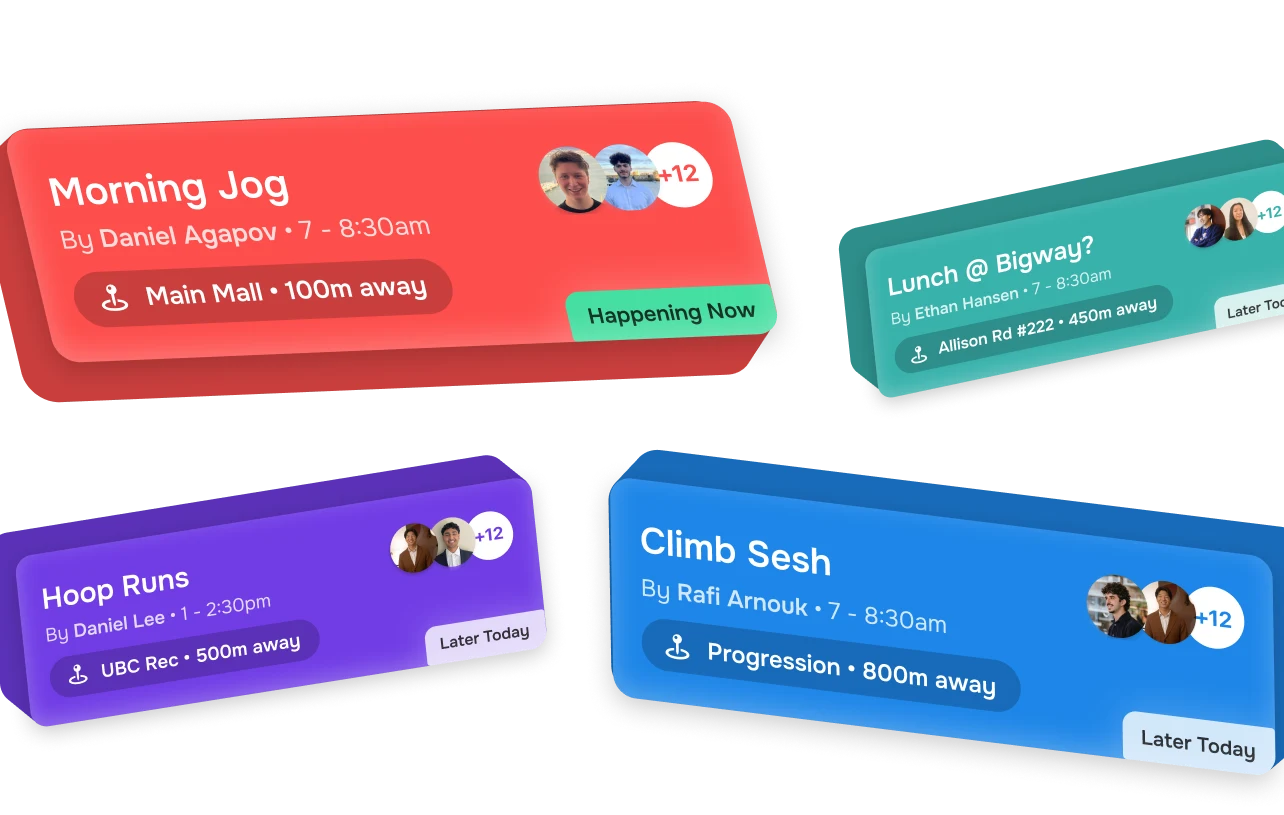 Morning Jog
By Daniel Agapov • 7 - 8:30am
Main Mall • 100m away
+12
Happening Now
Lunch @ Bigway?
By Ethan Hansen • 7 - 8:30am
Allison Rd #222 • 450m away
+12
Later
Hoop Runs
By Daniel Lee • 1 - 2:30pm
UBC Rec • 500m away
+12
Later Today
Climb Sesh
By Rafi Arnouk • 7 - 8:30am
Progression • 800m away
+12
Later Today